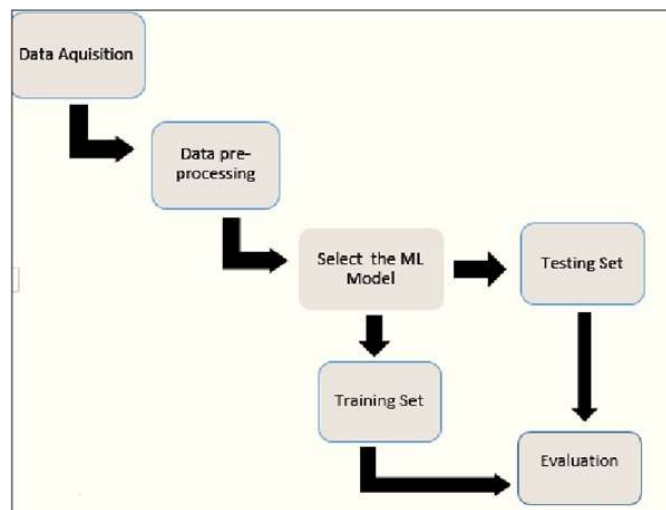 Data Aquisition
Data pre-
processing
Select the ML
Model
Testing Set
Training Set
Evaluation